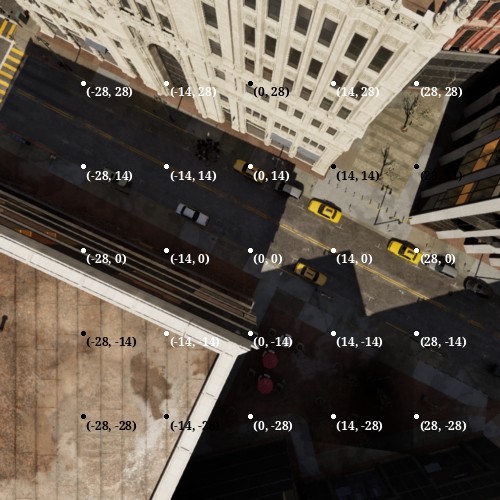 (-28, 28) (-14, 28) (0, 28) (14, 28) (28, 28)
(-28, 14) (-14, 14) (0, 14) (14, 14)
(-28, 0) (-14, 0) (0, 0) (14, 0) (28, 0)
(-28, -14) (-14, -14) (0, -14) (14, -14) (28, -14)
(-28, -28) (0, -28) (14, -28) (28, -28)